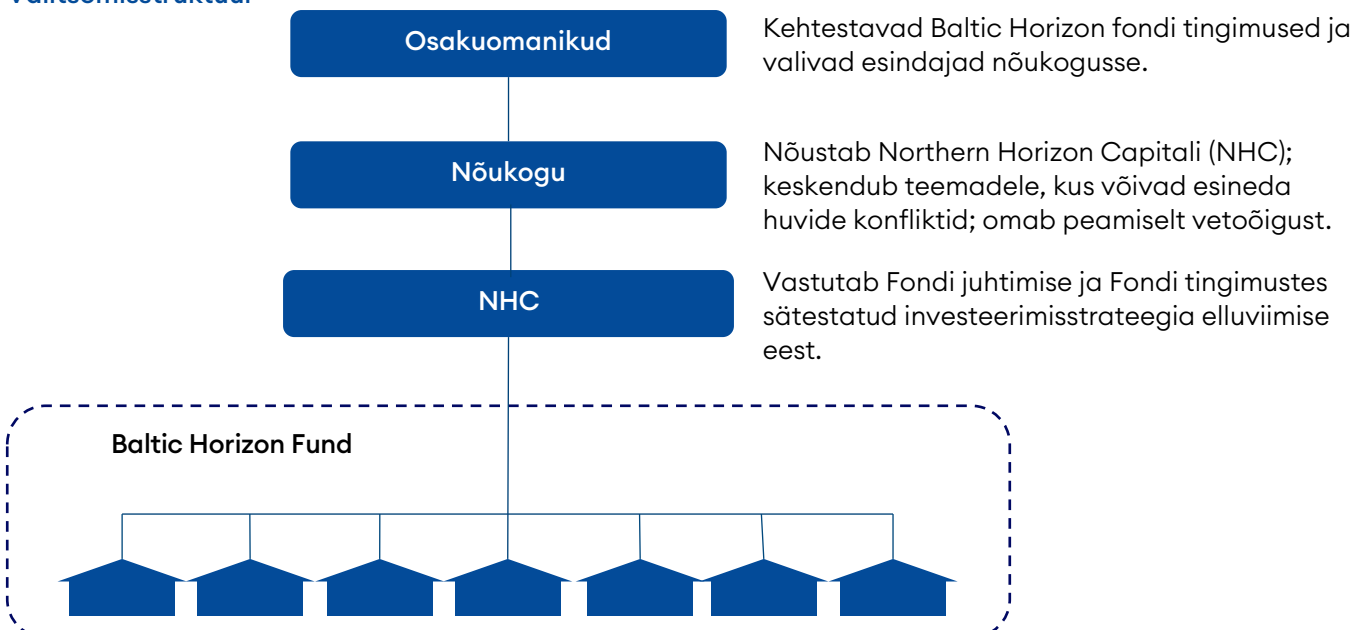 Osakuomanikud
Kehtestavad Baltic Horizon fondi tingimused ja
valivad esindajad nõukogusse.
Nõukogu
Nõustab Northern Horizon Capitali (NHC);
keskendub teemadele, kus võivad esineda
huvide konfliktid; omab peamiselt vetoõigust.
NHC
Vastutab Fondi juhtimise ja Fondi tingimustes
sätestatud investeerimisstrateegia elluviimise
eest.
Baltic Horizon Fund